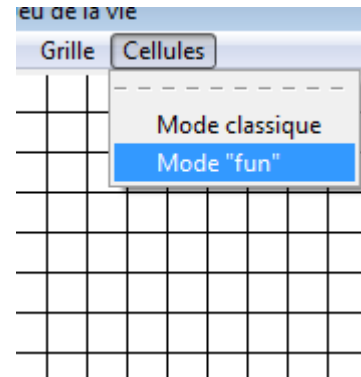 eu de la vie
Grille Cellules
Mode classique
Mode "fun"